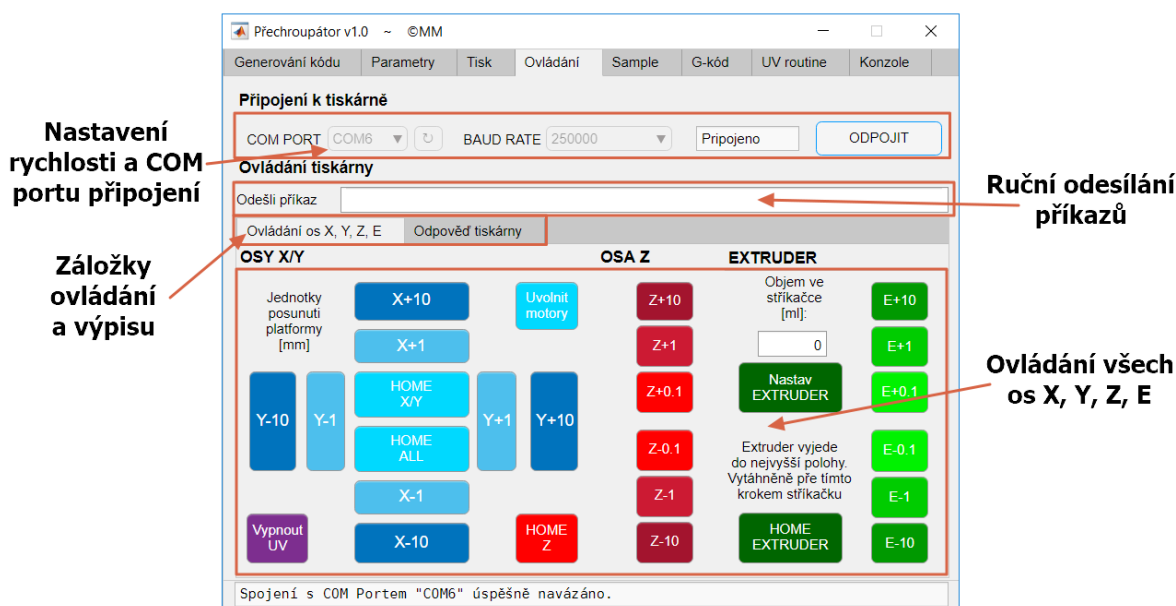 Přechroupátor v1.0 ~ ©MM
Generování kódu Parametry Tisk Ovládání Sample G-kód UV routine Konzole
Připojení k tiskárně
COM PORT COM6 BAUD RATE 250000 Připojeno ODPOJIT
Nastavení
rychlosti a COM
portu připojení
Ovládání tiskárny
Odešli příkaz
Ruční odesílání
příkazů
Ovládání os X, Y, Z, E Odpověď tiskárny
Záložky
ovládání
a výpisu
OSY X/Y OSA Z EXTRUDER
Jednotky
posunuti
platformy
[mm]
X+10
X+1
HOME
X/Y
HOME
ALL
X-1
X-10
Y-10
Y-1
Y+1
Y+10
Uvolnit
motory
Vypnout
UV
HOME
Z
Z+10
Z+1
Z+0.1
Z-0.1
Z-1
Z-10
Objem ve
stříkačce
[ml]:
0
Nastav
EXTRUDER
Extruder vyjede
do nejvyšší polohy.
Vytáhněně pře tímto
krokem stříkačku
HOME
EXTRUDER
E+10
E+1
E+0.1
E-0.1
E-1
E-10
Ovládání všech
os X, Y, Z, E
Spojení s COM Portem "COM6" úspěšně navázáno.